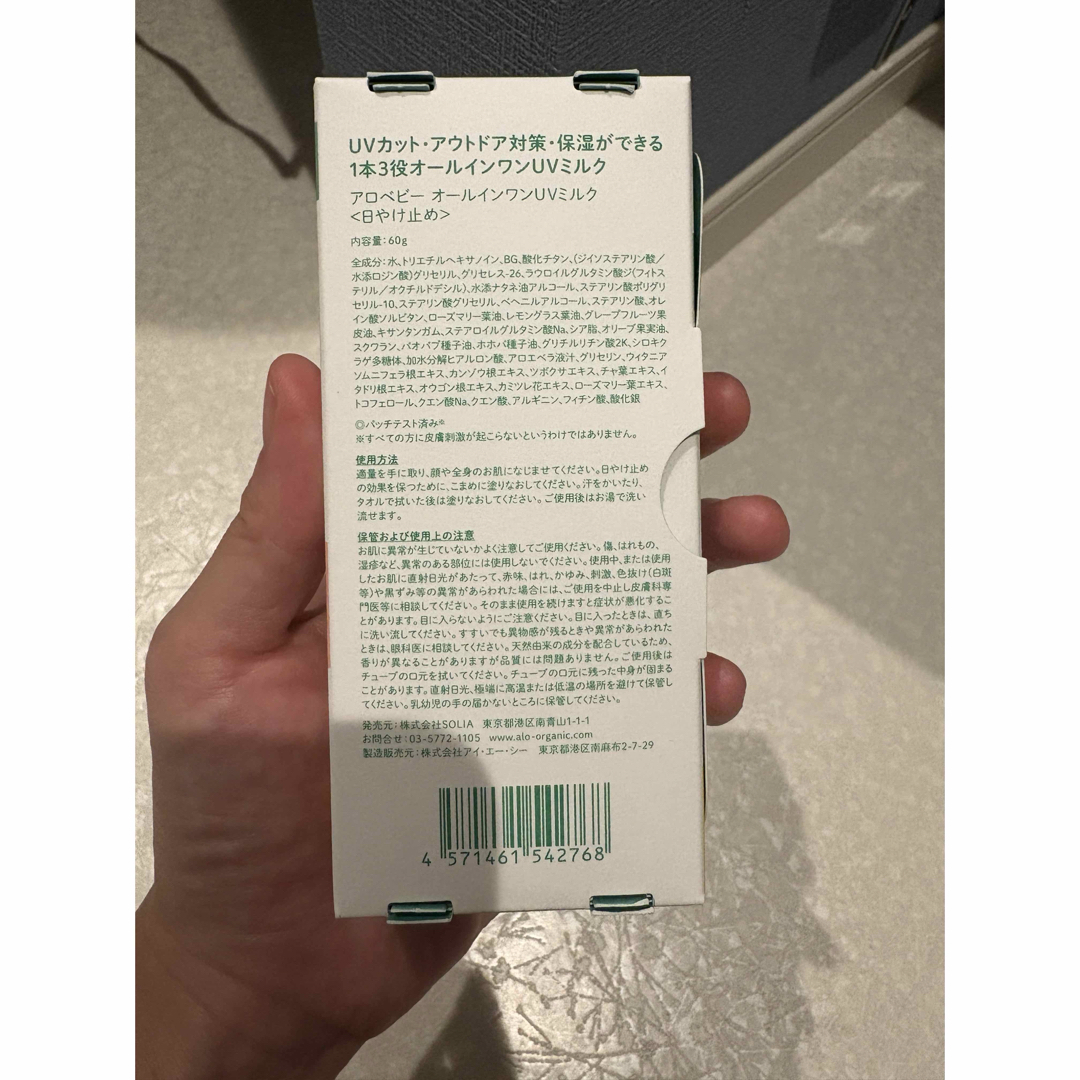 UVカット・アウトドア対策・保湿ができる
1本3役オールインワンUVミルク
アロベビー オールインワンUVミルク
<日やけ止め>
内容量：60g
全成分：水、トリエチルヘキサノイン、BG、酸化チタン、(ジイソステアリン酸／
水添ロジン酸)グリセリル、グリセレス-26、ラウロイルグルタミン酸ジ(フィトス
テリル／オクチルドデシル)、水添ナタネ油アルコール、ステアリン酸ポリグリ
セリル-10、ステアリン酸グリセリル、ベヘニルアルコール、ステアリン酸、オレ
イン酸ソルビタン、ローズマリー葉油、レモングラス葉油、グレープフルーツ果
皮油、キサンタンガム、ステアロイルグルタミン酸Na、シア脂、オリーブ果実油、
スクワラン、バオバブ種子油、ホホバ種子油、グリチルリチン酸2K、シロキク
ラゲ多糖体、加水分解ヒアルロン酸、アロエベラ液汁、グリセリン、ウィタニア
ソムニフェラ根エキス、カンゾウ根エキス、ツボクサエキス、チャ葉エキス、イ
タドリ根エキス、オウゴン根エキス、カミツレ花エキス、ローズマリー葉エキス、
トコフェロール、クエン酸Na、クエン酸、アルギニン、フィチン酸、酸化銀
◎パッチテスト済み※
※すべての方に皮膚刺激が起こらないというわけではありません。
使用方法
適量を手に取り、顔や全身のお肌になじませてください。日やけ止め
の効果を保つために、こまめに塗りなおしてください。汗をかいたり、
タオルで拭いた後は塗りなおしてください。ご使用後はお湯で洗い
流せます。
保管および使用上の注意
お肌に異常が生じていないかよく注意してご使用ください。傷、はれもの、
湿疹など、異常のある部位には使用しないでください。使用中、または使用
したお肌に直射日光があたって、赤味、はれ、かゆみ、刺激、色抜け(白斑
等)や黒ずみ等の異常があらわれた場合には、ご使用を中止し皮膚科専
門医等に相談してください。そのまま使用を続けますと症状が悪化するこ
とがあります。目に入らないようにご注意ください。目に入ったときは、直ち
に洗い流してください。すすいでも異物感が残るときや異常があらわれた
ときは、眼科医に相談してください。天然由来の成分を配合しているため、
香りが異なることがありますが品質には問題ありません。ご使用後は
チューブの口元を拭いてください。チューブの口元に残った中身が固まる
ことがあります。直射日光、極端に高温または低温の場所を避けて保管し
てください。乳幼児の手の届かないところに保管してください。
発売元：株式会社SOLIA 東京都港区南青山1-1-1
お問合せ：03-5772-1105 www.alo-organic.com
製造販売元：株式会社アイ・エー・シー 東京都港区南麻布2-7-29
4 571461 542768